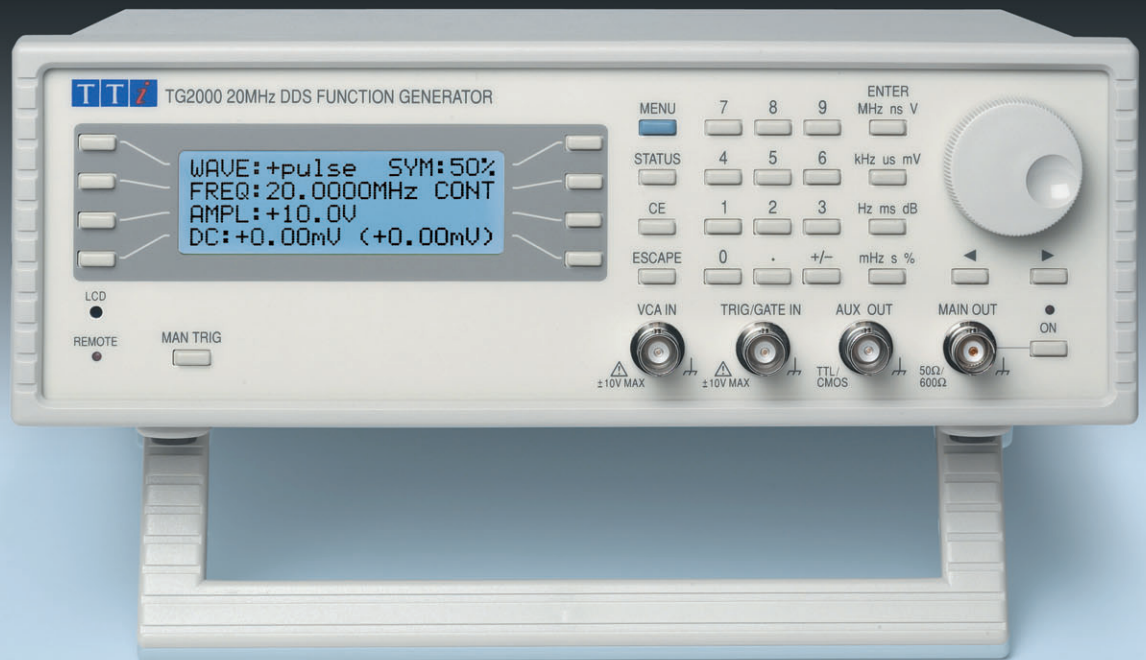 TTi TG2000 20MHz DDS FUNCTION GENERATOR
WAVE:+pulse SYM:50%
FREQ:20.0000MHz CONT
AMPL:+10.0V
DC:+0.00mV (+0.00mV)
LCD
REMOTE
MAN TRIG
ENTER
MENU 7 8 9 MHz ns V
STATUS 4 5 6 kHz us mV
CE 1 2 3 Hz ms dB
ESCAPE 0 . +/– mHz s %
◄ ►
VCA IN TRIG/GATE IN AUX OUT MAIN OUT
ON
±10V MAX ±10V MAX
TTL/
CMOS
50Ω/
600Ω